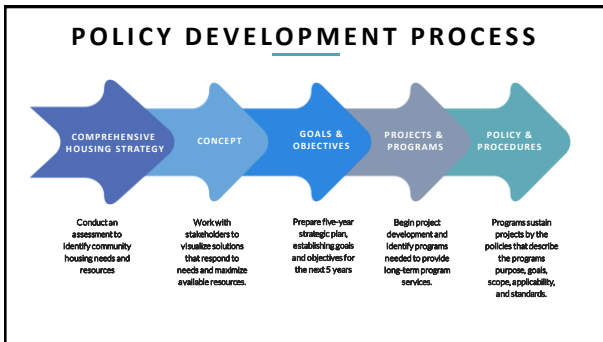 POLICY DEVELOPMENT PROCESS
COMPREHENSIVE
HOUSING STRATEGY
CONCEPT
GOALS &
OBJECTIVES
PROJECTS &
PROGRAMS
POLICY &
PROCEDURES
Conduct an
assessment to
identify community
housing needs and
resources
Work with
stakeholders to
visualize solutions
that respond to
needs and maximize
available resources.
Prepare five-year
strategic plan,
establishing goals
and objectives for
the next 5 years
Begin project
development and
identify programs
needed to provide
long-term program
services.
Programs sustain
projects by the
policies that describe
the programs
purpose, goals,
scope, applicability,
and standards.